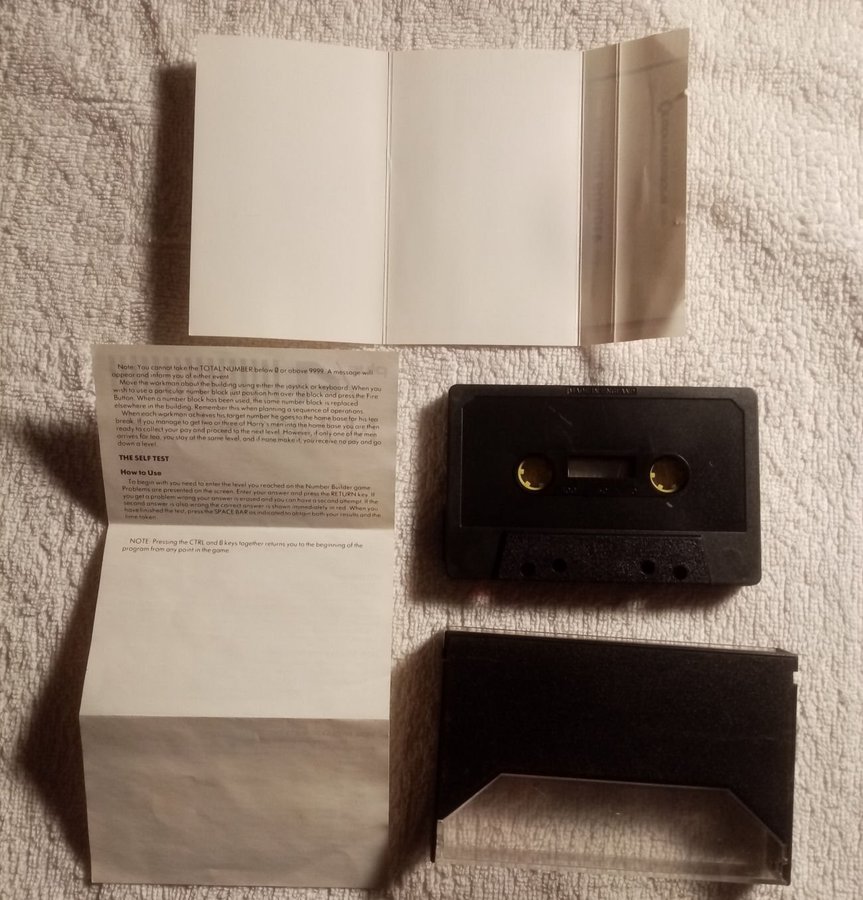 Note: You cannot take the TOTAL NUMBER below 0 or above 9999. A message will
appear and inform you of either event.
Move the workman about the building using either the joystick or keyboard. When you
wish to use a particular number block just position him over the block and press the Fire
Button. When a number block has been used, the same number block is replaced
elsewhere in the building. Remember this when planning a sequence of operations.
When each workman achieves his target number he goes to the home base for his tea
break. If you manage to get two or three of Harry's men into the home base you are then
ready to collect your pay and proceed to the next level. However, if only one of the men
arrives for tea, you stay at the same level, and if none make it, you receive no pay and go
down a level.
THE SELF TEST
How to Use
To begin with you need to enter the level you reached on the Number Builder game.
Problems are presented on the screen. Enter your answer and press the RETURN key. If
you get a problem wrong your answer is erased and you can have a second attempt. If the
second answer is also wrong the correct answer is shown immediately in red. When you
have finished the test, press the SPACE BAR as indicated to obtain both your results and the
time taken.
NOTE: Pressing the CTRL and B keys together returns you to the beginning of the
program from any point in the game.
MADE IN ENGLAND